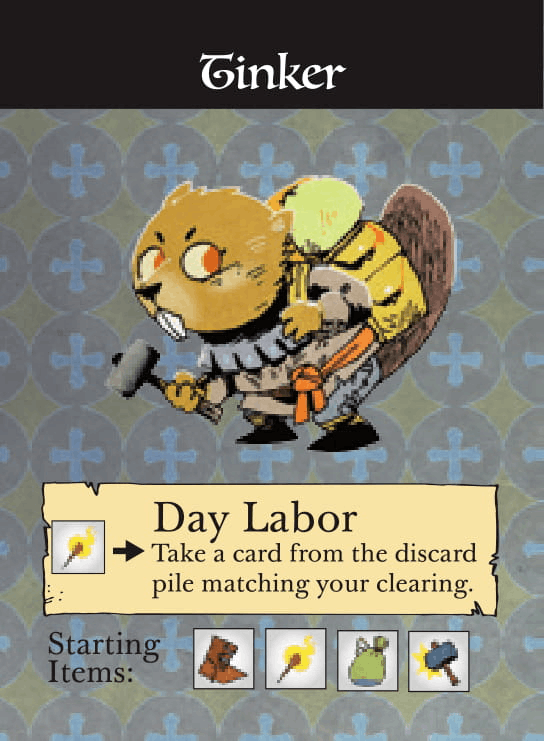 Tinker
Day Labor
Take a card from the discard
pile matching your clearing.
Starting
Items: